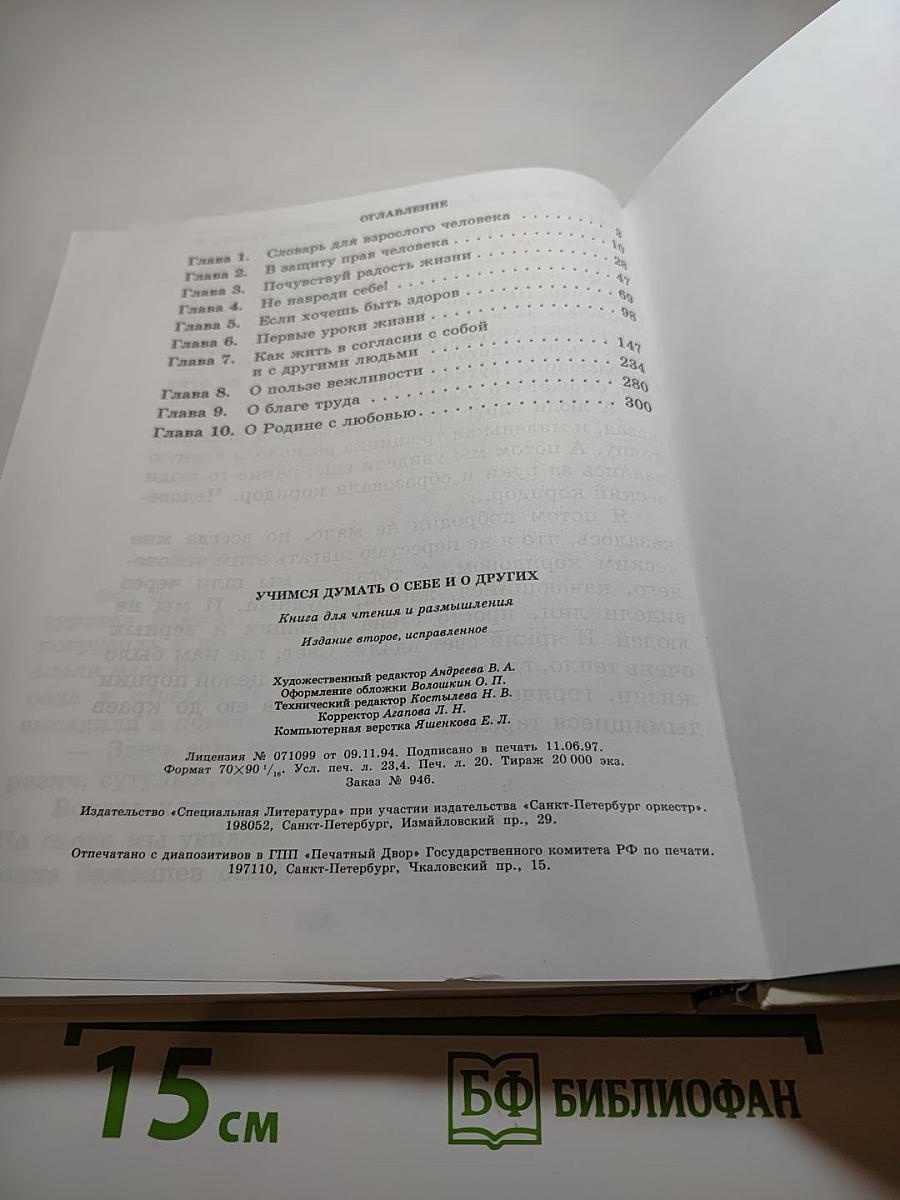 ОГЛАВЛЕНИЕ
Глава 1. Словарь для взрослого человека . . . . . . . . 3
Глава 2. В защиту прав человека . . . . . . . . . . . . 10
Глава 3. Почувствуй радость жизни . . . . . . . . . . . 28
Глава 4. Не навреди себе! . . . . . . . . . . . . . . . 47
Глава 5. Если хочешь быть здоров . . . . . . . . . . . 69
Глава 6. Первые уроки жизни . . . . . . . . . . . . . . 98
Глава 7. Как жить в согласии с собой
и с другими людьми . . . . . . . . . . . . . . 147
Глава 8. О пользе вежливости . . . . . . . . . . . . . 234
Глава 9. О благе труда . . . . . . . . . . . . . . . . 280
Глава 10. О Родине с любовью. . . . . . . . . . . . . . 300
УЧИМСЯ ДУМАТЬ О СЕБЕ И О ДРУГИХ
Книга для чтения и размышления
Издание второе, исправленное
Художественный редактор Андреева В. А.
Оформление обложки Волошкин О. П.
Технический редактор Костылева Н. В.
Корректор Агапова Л. Н.
Компьютерная верстка Яшенкова Е. Л.
Лицензия № 071099 от 09.11.94. Подписано в печать 11.06.97.
Формат 70×90 1/16. Усл. печ. л. 23,4. Печ. л. 20. Тираж 20 000 экз.
Заказ № 946.
Издательство «Специальная Литература» при участии издательства «Санкт-Петербург оркестр».
198052, Санкт-Петербург, Измайловский пр., 29.
Отпечатано с диапозитивов в ГПП «Печатный Двор» Государственного комитета РФ по печати.
197110, Санкт-Петербург, Чкаловский пр., 15.
15 см
БФ БИБЛИОФАН